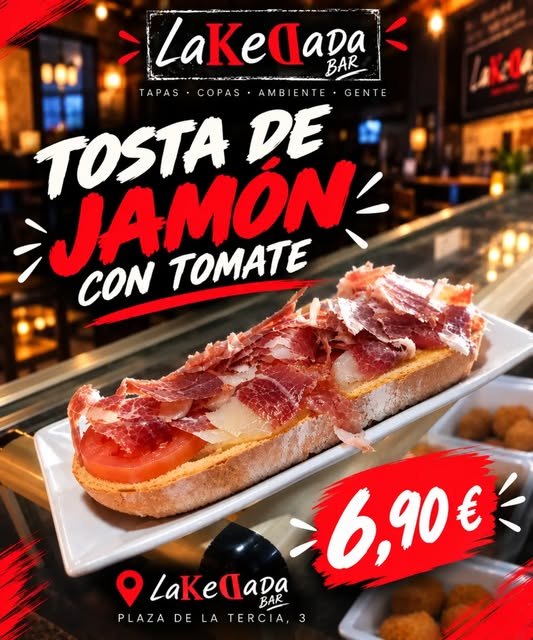 LaKeDaDa
BAR
TAPAS • COPAS • AMBIENTE • GENTE
TOSTA DE
JAMÓN
CON TOMATE
6,90 €
LaKeDaDa
BAR
PLAZA DE LA TERCIA, 3